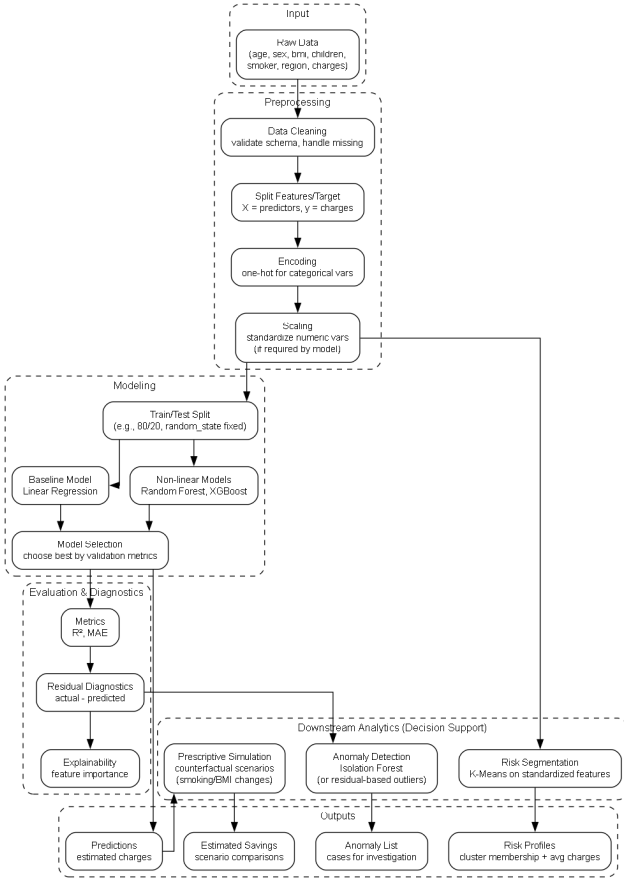 Input
Raw Data
(age, sex, bmi, children,
smoker, region, charges)
Preprocessing
Data Cleaning
validate schema, handle missing
Split Features/Target
X = predictors, y = charges
Encoding
one-hot for categorical vars
Scaling
standardize numeric vars
(if required by model)
Modeling
Train/Test Split
(e.g., 80/20, random_state fixed)
Baseline Model
Linear Regression
Non-linear Models
Random Forest, XGBoost
Model Selection
choose best by validation metrics
Evaluation & Diagnostics
Metrics
R², MAE
Residual Diagnostics
actual - predicted
Explainability
feature importance
Downstream Analytics (Decision Support)
Prescriptive Simulation
counterfactual scenarios
(smoking/BMI changes)
Anomaly Detection
Isolation Forest
(or residual-based outliers)
Risk Segmentation
K-Means on standardized features
Outputs
Predictions
estimated charges
Estimated Savings
scenario comparisons
Anomaly List
cases for investigation
Risk Profiles
cluster membership + avg charges